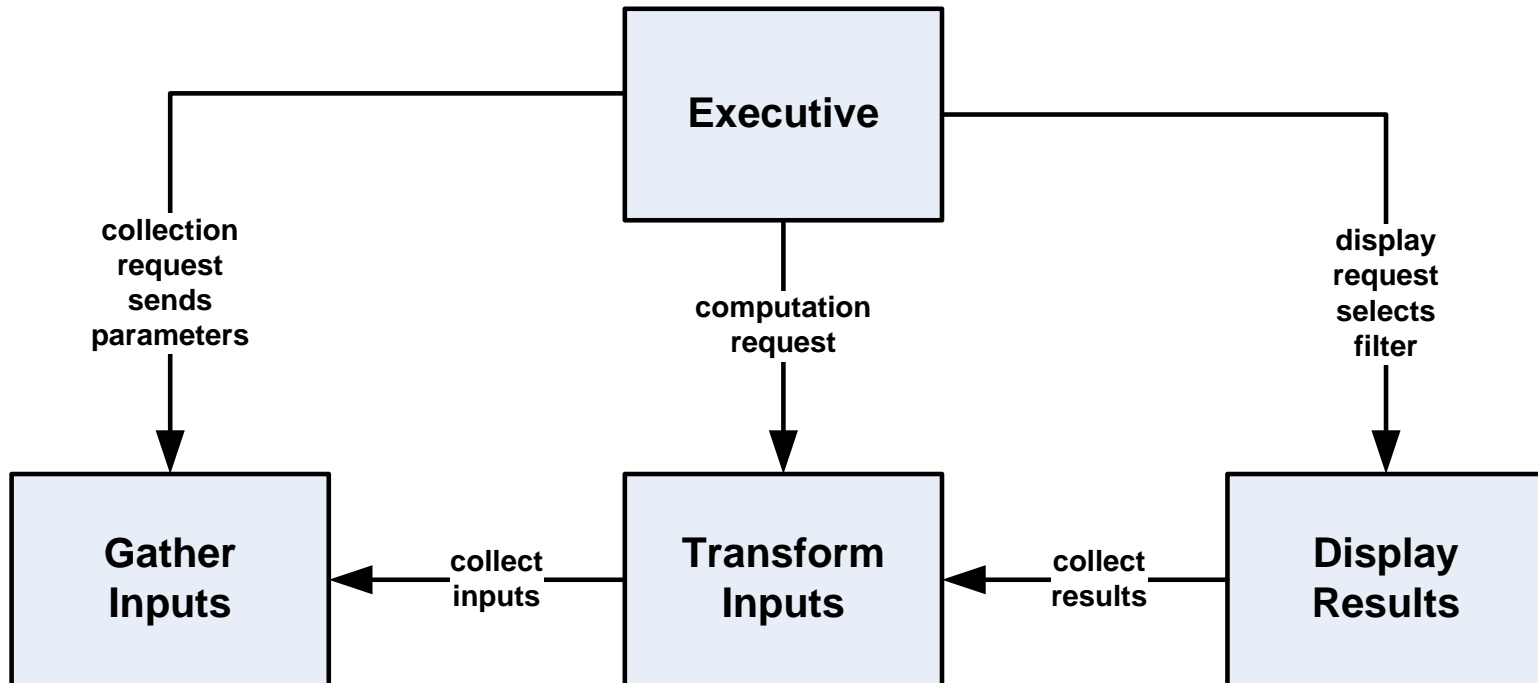 Executive
collection
request
sends
parameters
computation
request
display
request
selects
filter
Gather
Inputs
collect
inputs
Transform
Inputs
collect
results
Display
Results